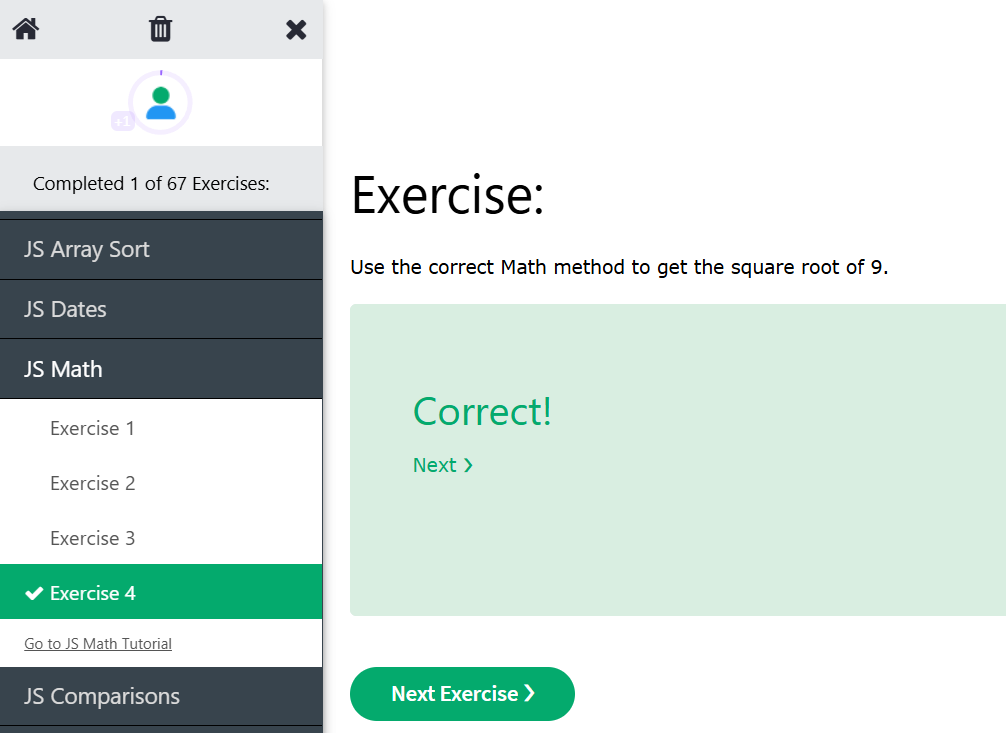 +1
Completed 1 of 67 Exercises:
JS Array Sort
JS Dates
JS Math
Exercise 1
Exercise 2
Exercise 3
Exercise 4
Go to JS Math Tutorial
JS Comparisons
Exercise:
Use the correct Math method to get the square root of 9.
Correct!
Next ❯
Next Exercise ❯